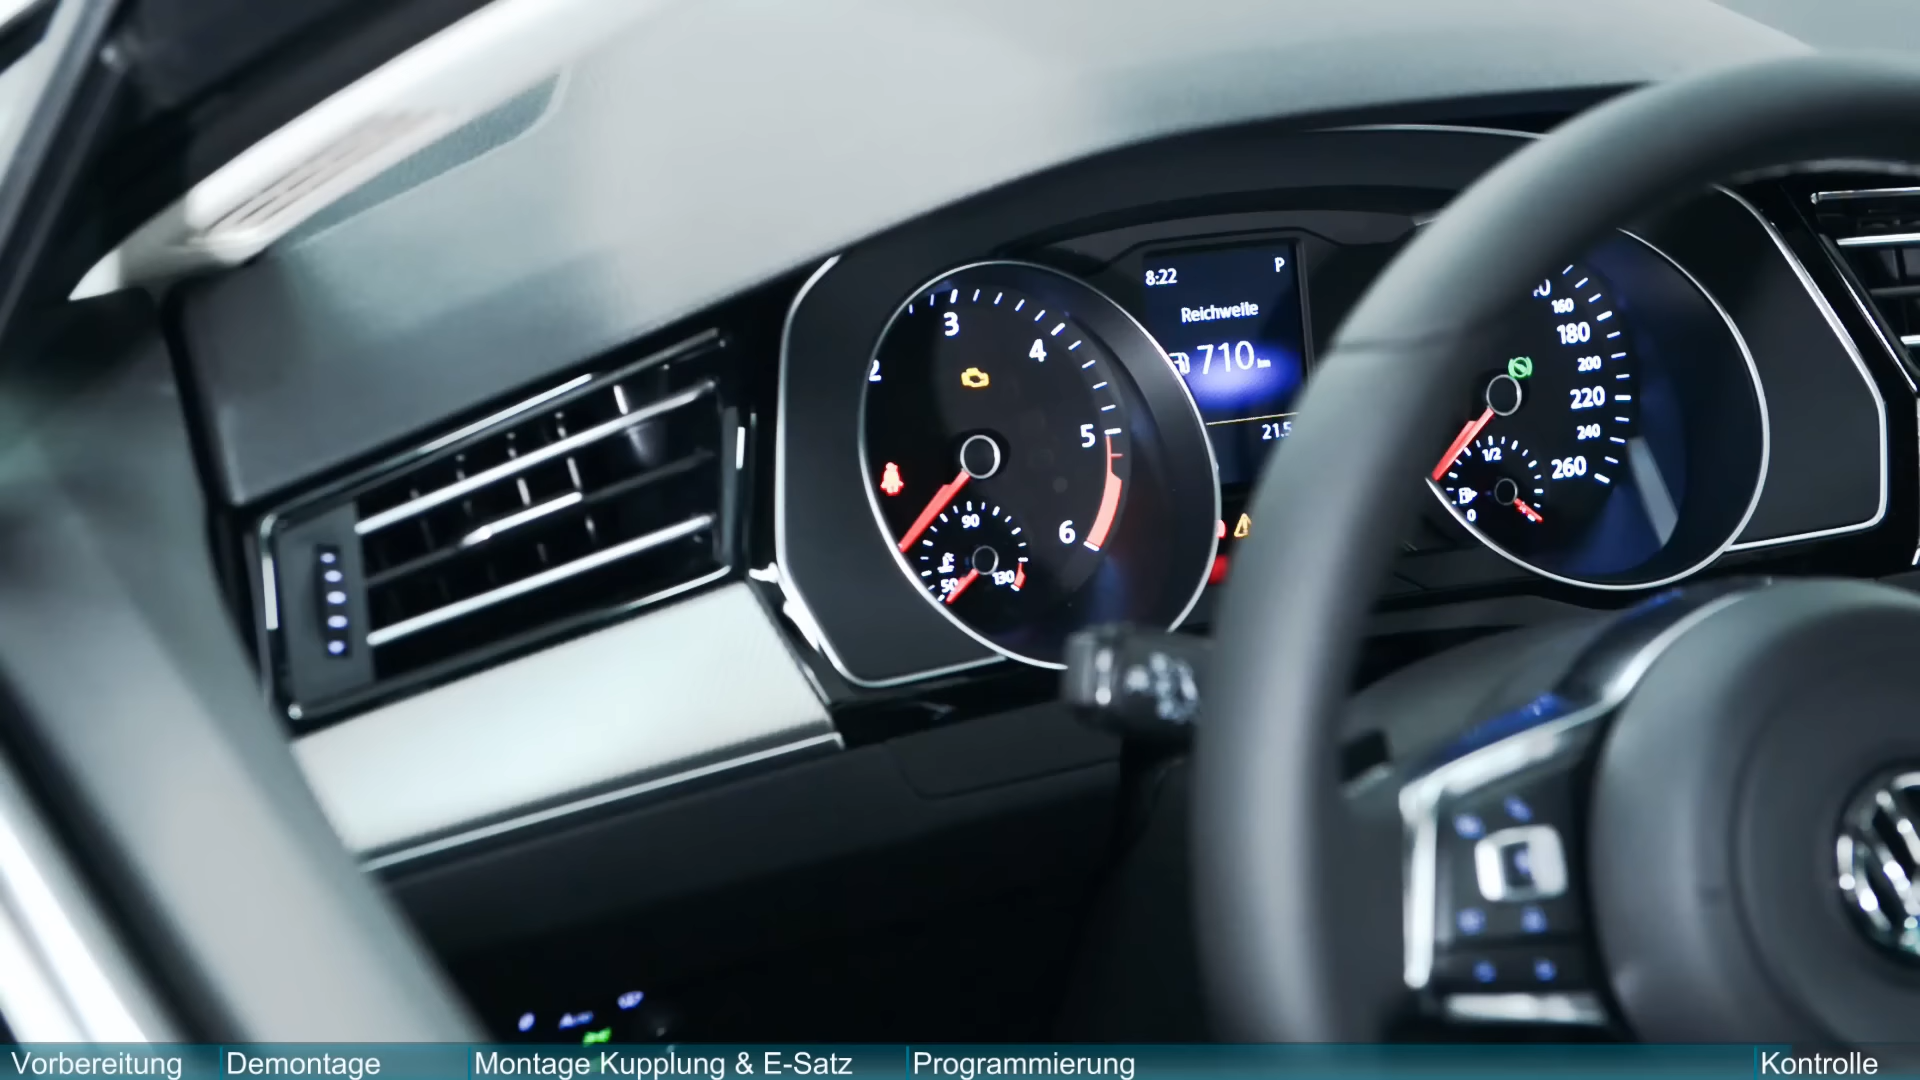 8:22
P
Reichweite
710 km
21.5
2
3
4
5
6
50
90
130
160
180
200
220
240
260
1/2
0
Vorbereitung
Demontage
Montage Kupplung & E-Satz
Programmierung
Kontrolle